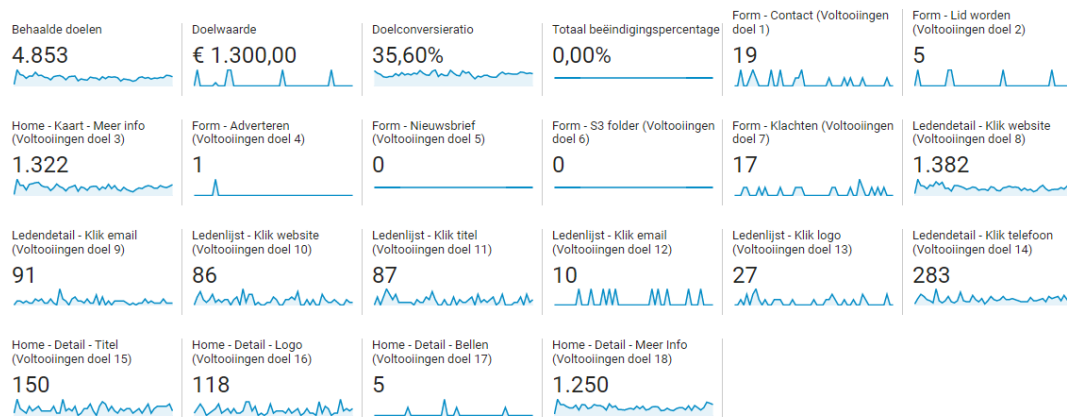 Behaalde doelen
4.853
Doelwaarde
€ 1.300,00
Doelconversieratio
35,60%
Totaal beëindigingspercentage
0,00%
Form - Contact (Voltooiingen
doel 1)
19
Form - Lid worden
(Voltooiingen doel 2)
5
Home - Kaart - Meer info
(Voltooiingen doel 3)
1.322
Form - Adverteren
(Voltooiingen doel 4)
1
Form - Nieuwsbrief
(Voltooiingen doel 5)
0
Form - S3 folder (Voltooiingen
doel 6)
0
Form - Klachten (Voltooiingen
doel 7)
17
Ledendetail - Klik website
(Voltooiingen doel 8)
1.382
Ledendetail - Klik email
(Voltooiingen doel 9)
91
Ledenlijst - Klik website
(Voltooiingen doel 10)
86
Ledenlijst - Klik titel
(Voltooiingen doel 11)
87
Ledenlijst - Klik email
(Voltooiingen doel 12)
10
Ledenlijst - Klik logo
(Voltooiingen doel 13)
27
Ledendetail - Klik telefoon
(Voltooiingen doel 14)
283
Home - Detail - Titel
(Voltooiingen doel 15)
150
Home - Detail - Logo
(Voltooiingen doel 16)
118
Home - Detail - Bellen
(Voltooiingen doel 17)
5
Home - Detail - Meer Info
(Voltooiingen doel 18)
1.250